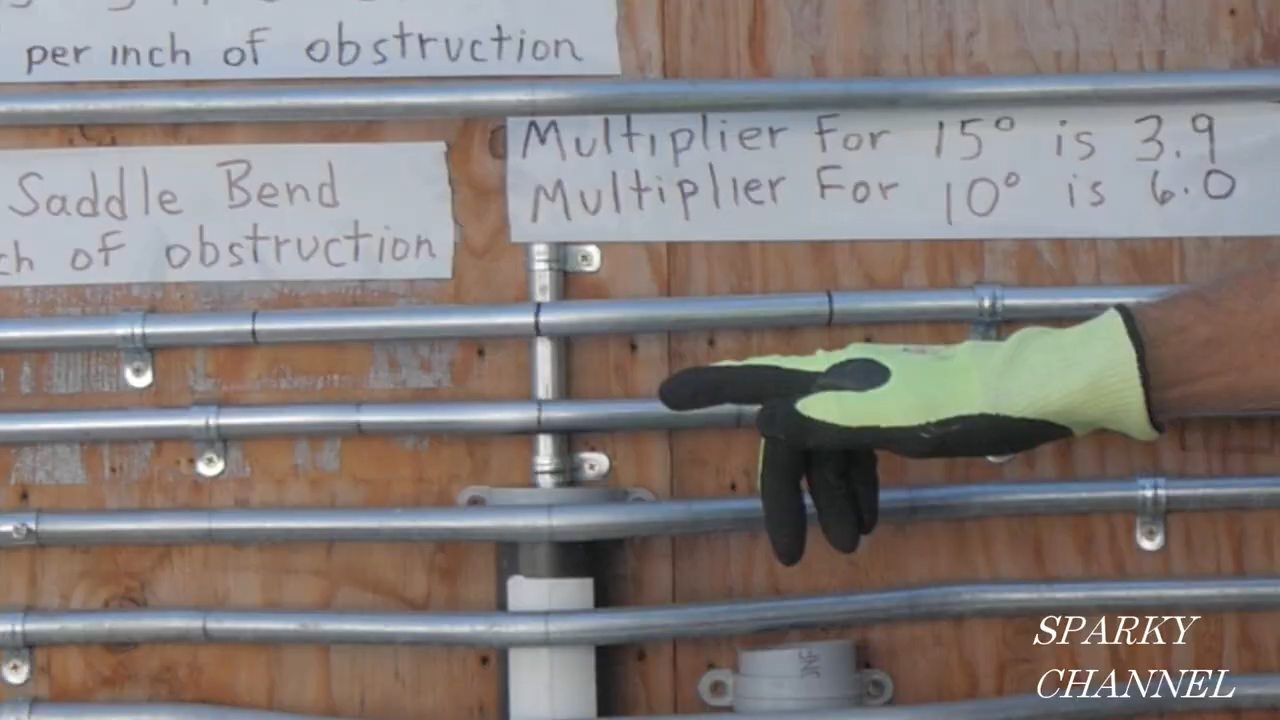 per inch of obstruction
Multiplier For 15° is 3.9
Multiplier For 10° is 6.0
Saddle Bend
ch of obstruction
SPARKY
CHANNEL